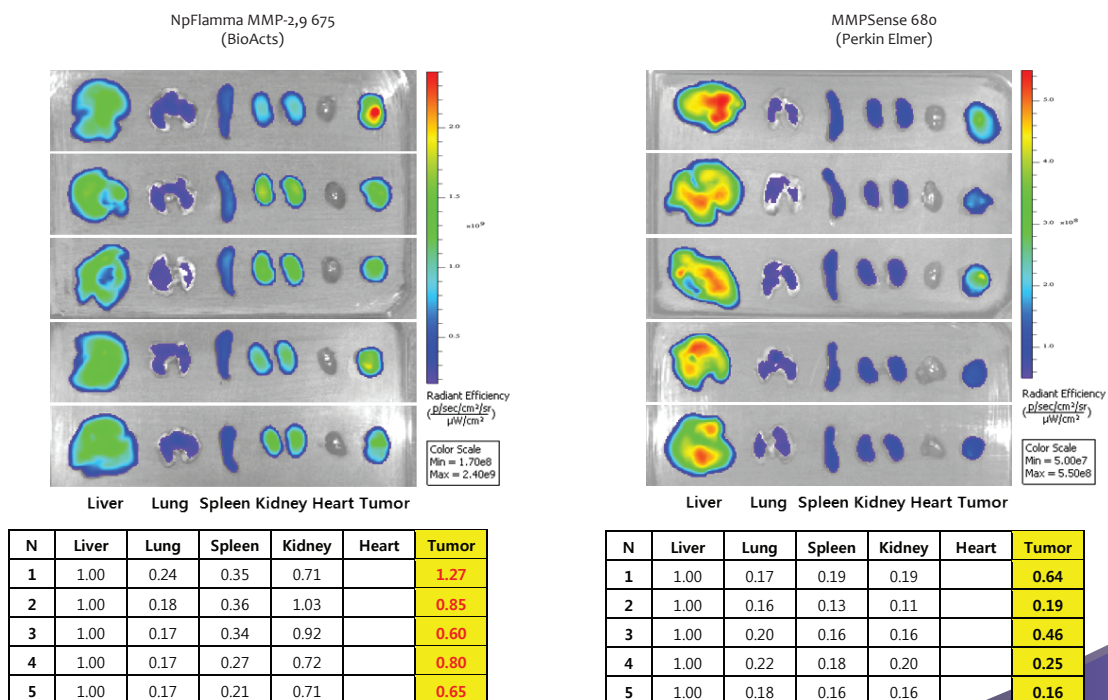 NpFlamma MMP-2,9 675
(BioActs)
2.0
1.5
x10⁹
1.0
0.5
Radiant Efficiency
(p/sec/cm²/sr
µW/cm²)
Color Scale
Min = 1.70e8
Max = 2.40e9
Liver Lung Spleen Kidney Heart Tumor
N Liver Lung Spleen Kidney Heart Tumor
1 1.00 0.24 0.35 0.71 1.27
2 1.00 0.18 0.36 1.03 0.85
3 1.00 0.17 0.34 0.92 0.60
4 1.00 0.17 0.27 0.72 0.80
5 1.00 0.17 0.21 0.71 0.65
MMPSense 680
(Perkin Elmer)
5.0
4.0
3.0 x10⁸
2.0
1.0
Radiant Efficiency
(p/sec/cm²/sr
µW/cm²)
Color Scale
Min = 5.00e7
Max = 5.50e8
Liver Lung Spleen Kidney Heart Tumor
N Liver Lung Spleen Kidney Heart Tumor
1 1.00 0.17 0.19 0.19 0.64
2 1.00 0.16 0.13 0.11 0.19
3 1.00 0.20 0.16 0.16 0.46
4 1.00 0.22 0.18 0.20 0.25
5 1.00 0.18 0.16 0.16 0.16